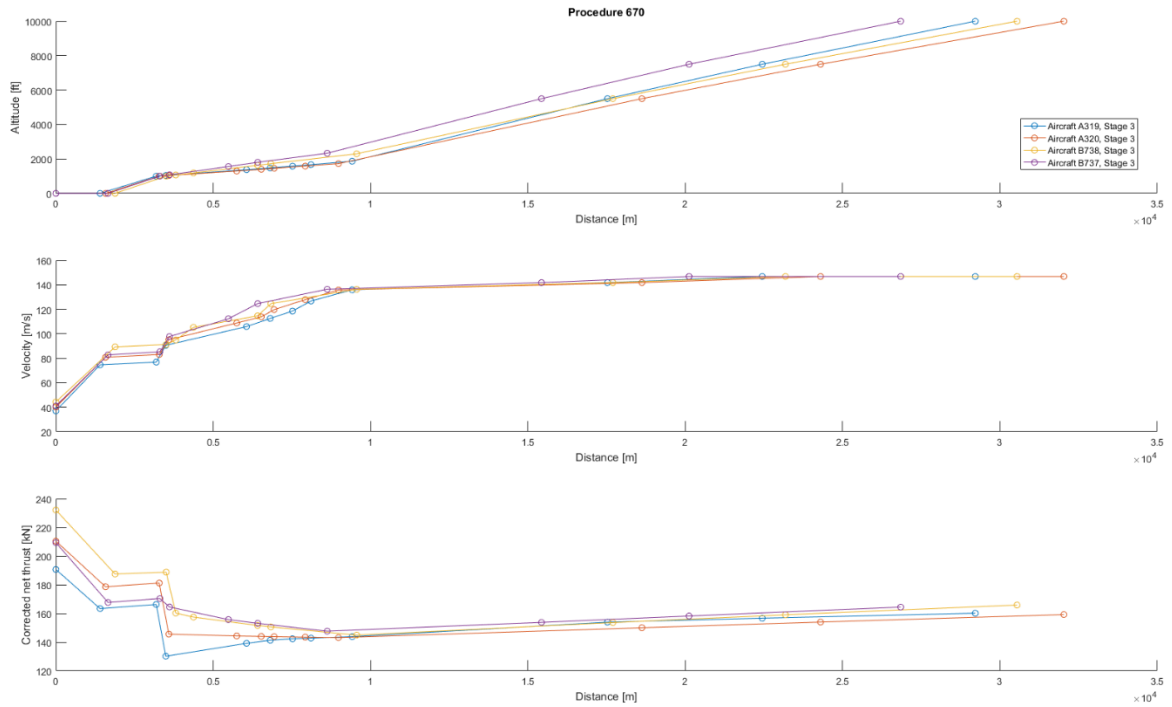 Procedure 670
10000
8000
6000
4000
2000
0
Altitude [ft]
0 0.5 1 1.5 2 2.5 3 3.5
Distance [m]
× 10⁴
Aircraft A319, Stage 3
Aircraft A320, Stage 3
Aircraft B738, Stage 3
Aircraft B737, Stage 3
160
140
120
100
80
60
40
20
Velocity [m/s]
0 0.5 1 1.5 2 2.5 3 3.5
Distance [m]
× 10⁴
240
220
200
180
160
140
120
Corrected net thrust [kN]
0 0.5 1 1.5 2 2.5 3 3.5
Distance [m]
× 10⁴